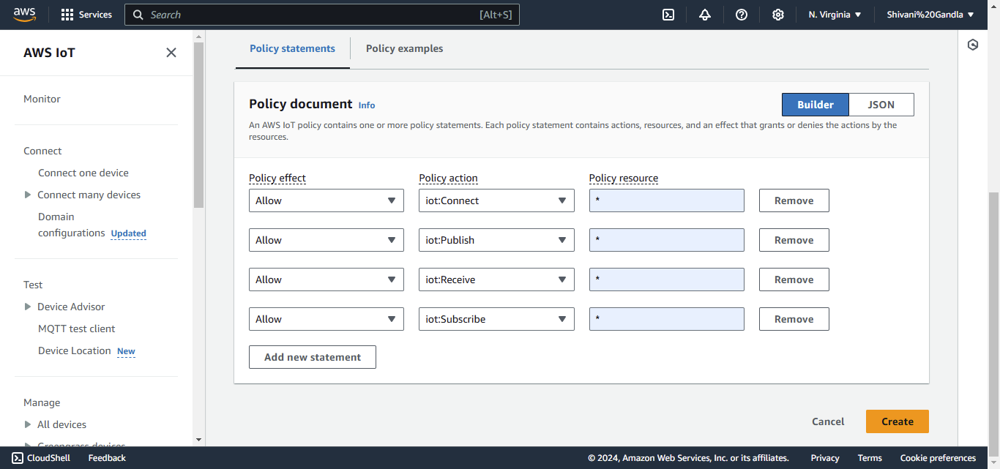 aws
Services
Search
[Alt+S]
N. Virginia
Shivani%20Gandla
AWS IoT
Monitor
Connect
Connect one device
Connect many devices
Domain
configurations Updated
Test
Device Advisor
MQTT test client
Device Location New
Manage
All devices
Greengrass devices
Policy statements
Policy examples
Policy document Info
Builder
JSON
An AWS IoT policy contains one or more policy statements. Each policy statement contains actions, resources, and an effect that grants or denies the actions by the
resources.
Policy effect
Policy action
Policy resource
Allow
iot:Connect
*
Remove
Allow
iot:Publish
*
Remove
Allow
iot:Receive
*
Remove
Allow
iot:Subscribe
*
Remove
Add new statement
Cancel
Create
CloudShell
Feedback
© 2024, Amazon Web Services, Inc. or its affiliates.
Privacy
Terms
Cookie preferences